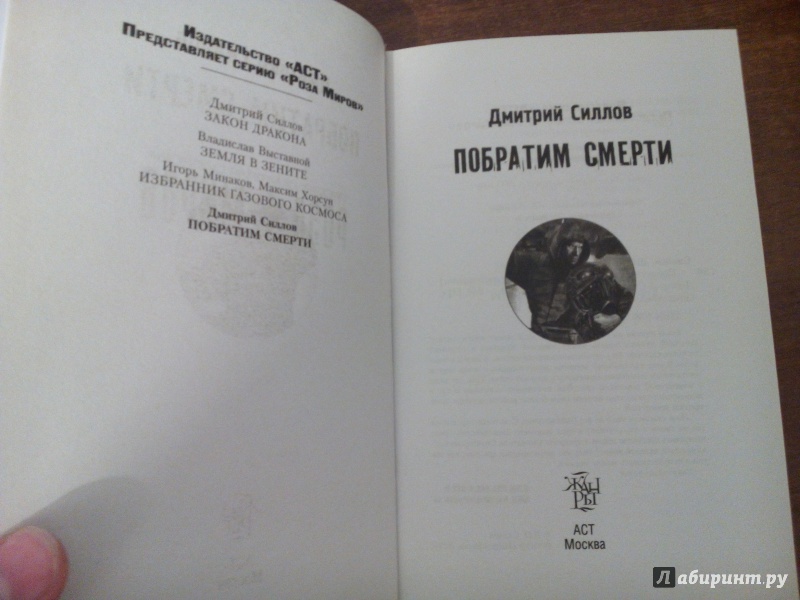 Издательство «АСТ»
Представляет серию «Роза Миров»
Дмитрий Силлов
ЗАКОН ДРАКОНА
Владислав Выставной
ЗЕМЛЯ В ЗЕНИТЕ
Игорь Минаков, Максим Хорсун
ИЗБРАННИК ГАЗОВОГО КОСМОСА
Дмитрий Силлов
ПОБРАТИМ СМЕРТИ
Дмитрий Силлов
ПОБРАТИМ СМЕРТИ
ЖАН
РЫ
АСТ
Москва
Лабиринт.ру